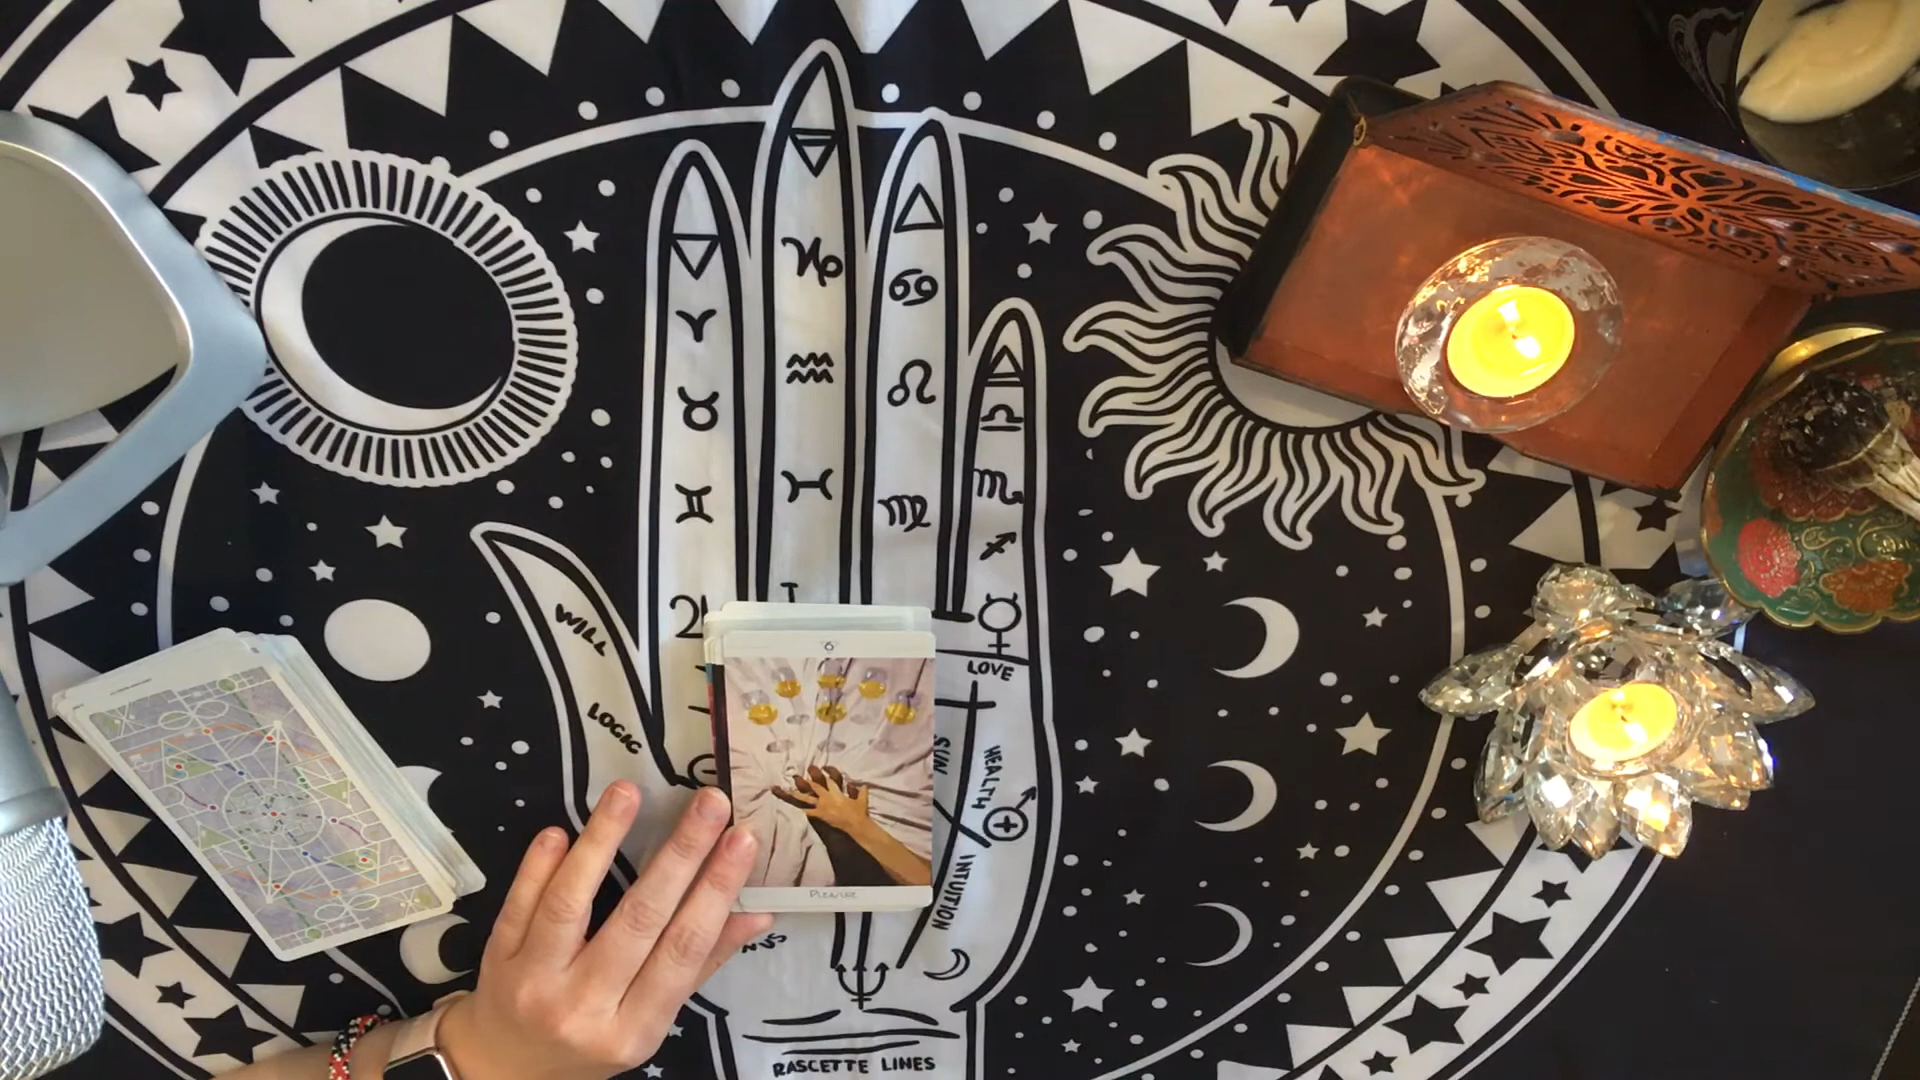 WILL
LOGIC
LOVE
SUN
HEALTH
INTUITION
6
PLEASURE
RASCETTE LINES